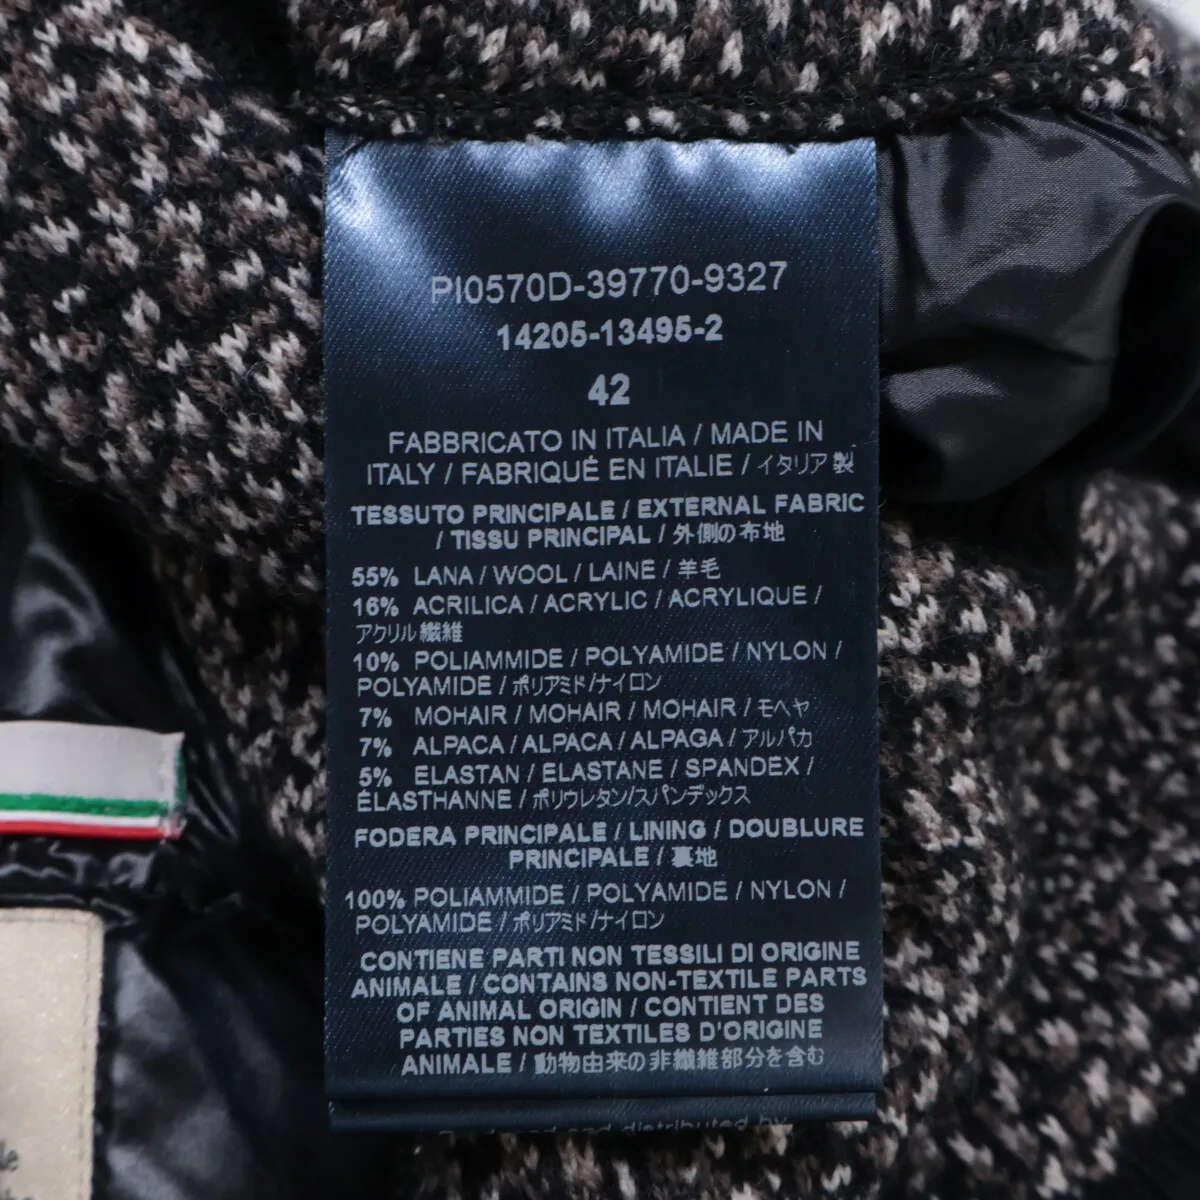 PI0570D-39770-9327
14205-13495-2
42
FABBRICATO IN ITALIA / MADE IN
ITALY / FABRIQUÉ EN ITALIE / イタリア製
TESSUTO PRINCIPALE / EXTERNAL FABRIC
/ TISSU PRINCIPAL / 外側の布地
55% LANA / WOOL / LAINE / 羊毛
16% ACRILICA / ACRYLIC / ACRYLIQUE /
アクリル繊維
10% POLIAMMIDE / POLYAMIDE / NYLON /
POLYAMIDE / ポリアミド/ナイロン
7% MOHAIR / MOHAIR / MOHAIR / モヘヤ
7% ALPACA / ALPACA / ALPAGA / アルパカ
5% ELASTAN / ELASTANE / SPANDEX /
ÉLASTHANNE / ポリウレタン/スパンデックス
FODERA PRINCIPALE / LINING / DOUBLURE
PRINCIPALE / 裏地
100% POLIAMMIDE / POLYAMIDE / NYLON /
POLYAMIDE / ポリアミド/ナイロン
CONTIENE PARTI NON TESSILI DI ORIGINE
ANIMALE / CONTAINS NON-TEXTILE PARTS
OF ANIMAL ORIGIN / CONTIENT DES
PARTIES NON TEXTILES D'ORIGINE
ANIMALE / 動物由来の非繊維部分を含む
and distributed by